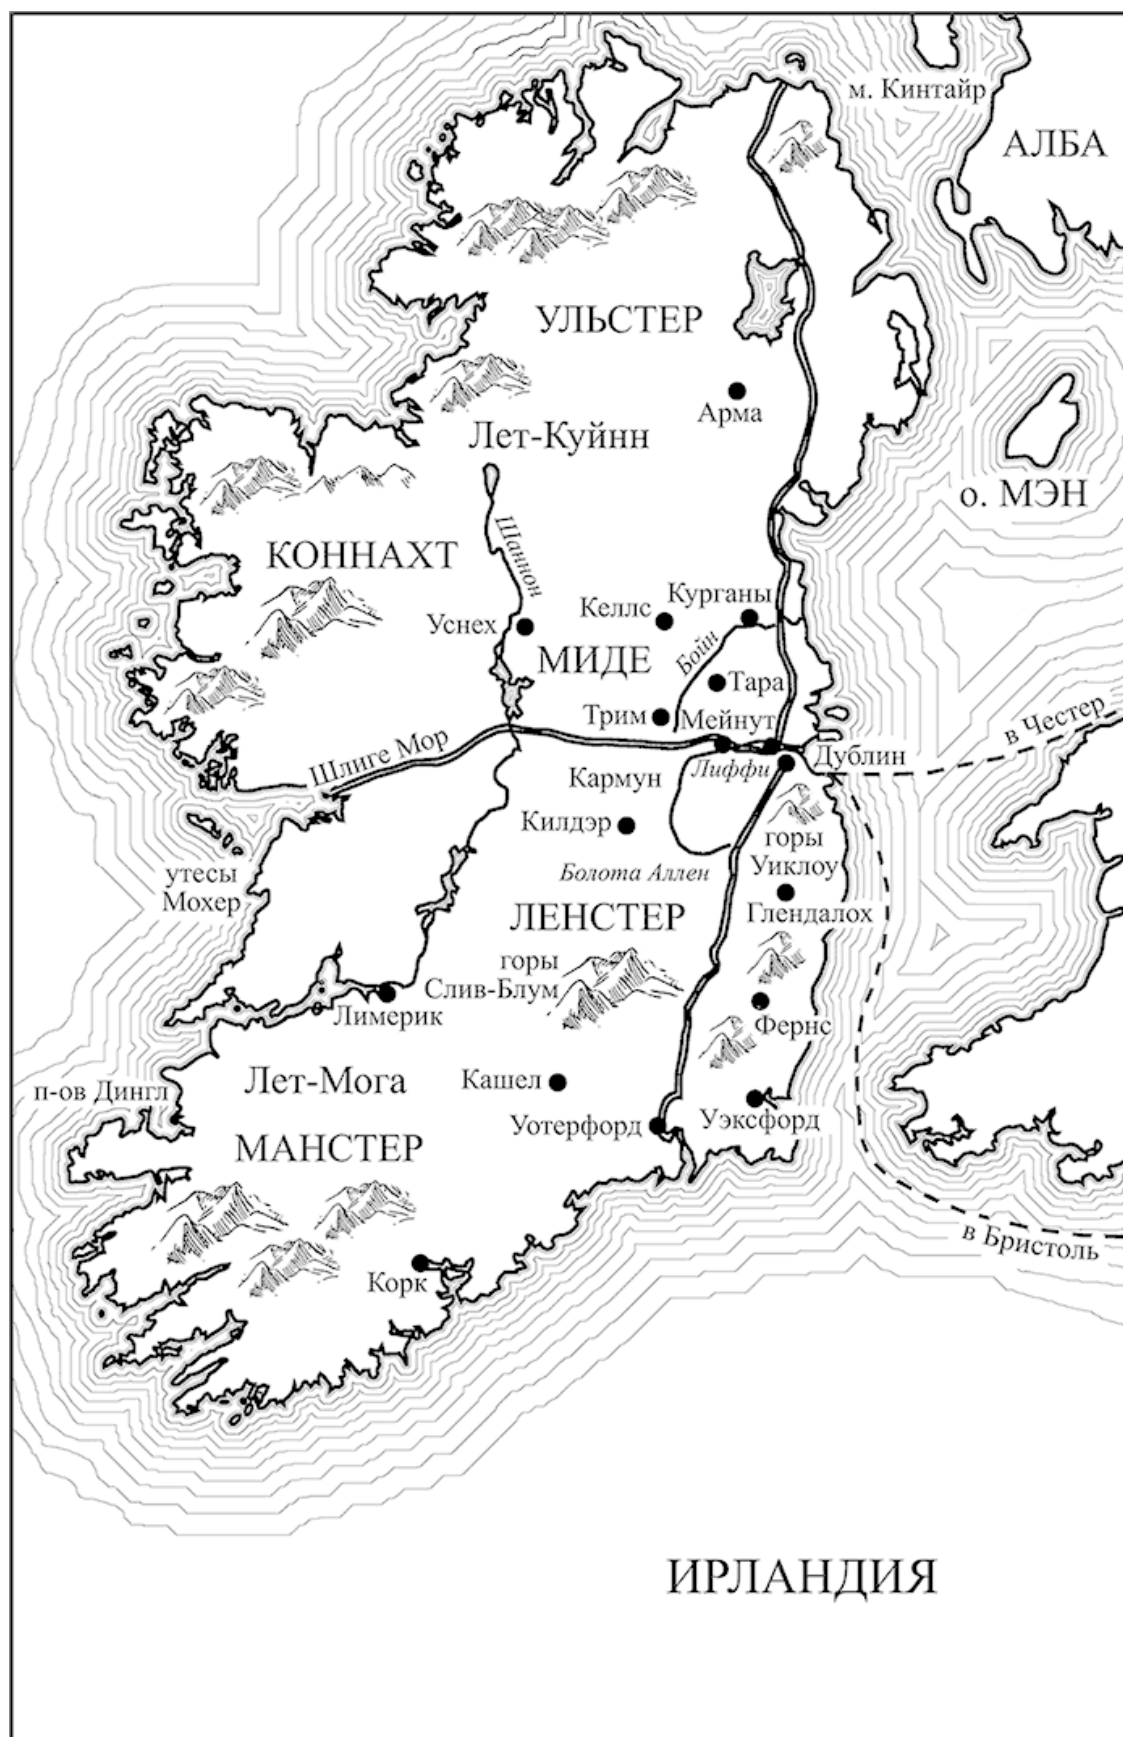 м. Кинтайр
АЛБА
УЛЬСТЕР
Арма
Лет-Куйнн
о. МЭН
Шаннон
КОННАХТ
Курганы
Келлс
Уснех
Бойн
МИДЕ
Тара
Трим
Мейнут
в Честер
Шлиге Мор
Дублин
Лиффи
Кармун
Килдэр
горы
Уиклоу
утесы
Мохер
Болота Аллен
Глендалох
ЛЕНСТЕР
горы
Слив-Блум
Лимерик
Фернс
Лет-Мога
Кашел
п-ов Дингл
Уотерфорд
Уэксфорд
МАНСТЕР
в Бристоль
Корк
ИРЛАНДИЯ